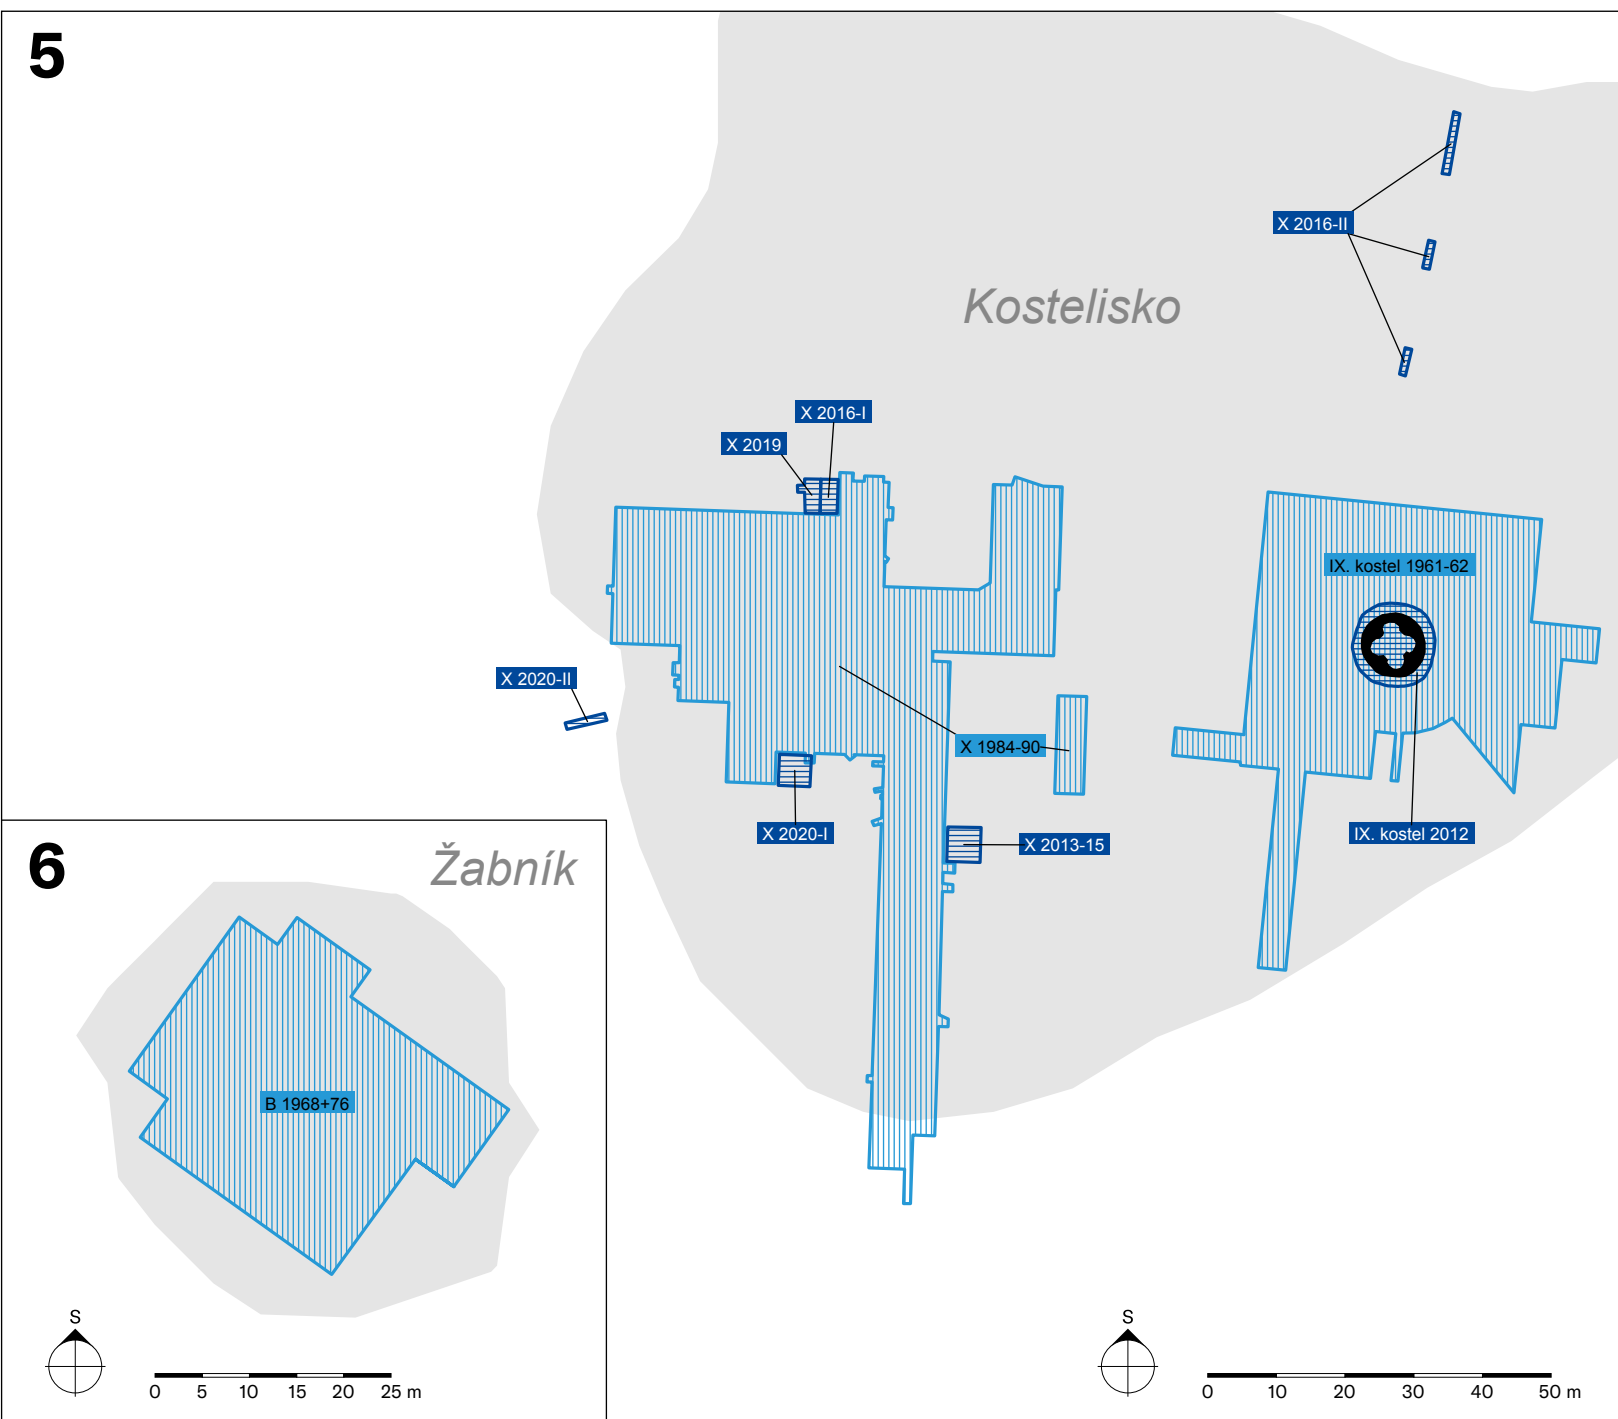 5
X 2016-II
Kostelisko
X 2016-I
X 2019
IX. kostel 1961-62
X 2020-II
X 1984-90
X 2020-I
X 2013-15
IX. kostel 2012
6
Žabník
B 1968+76
S
0 5 10 15 20 25 m
S
0 10 20 30 40 50 m